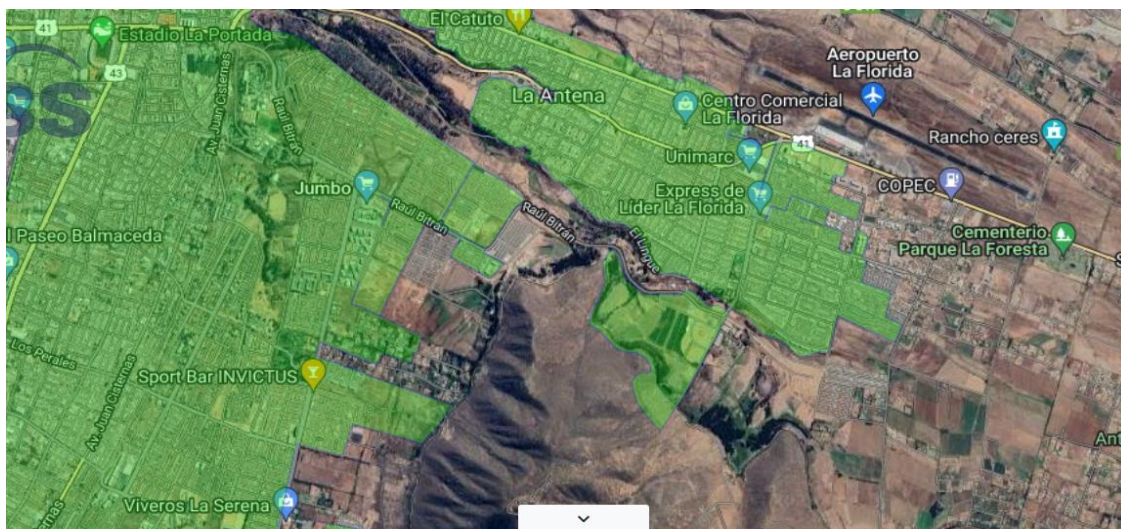 El Catuto
41
Estadio La Portada
43
Aeropuerto
La Florida
La Antena
Centro Comercial
La Florida
Rancho ceres
41
Unimarc
COPEC
Av. Juan Cisternas
Raúl Bitrán
Jumbo
Express de
Líder La Florida
Raúl Bitrán
Raúl Bitrán
El Lingue
Cementerio
Parque La Foresta
l Paseo Balmaceda
Los Perales
Sport Bar INVICTUS
Av. Juan Cisternas
Ant
Viveros La Serena
ternas